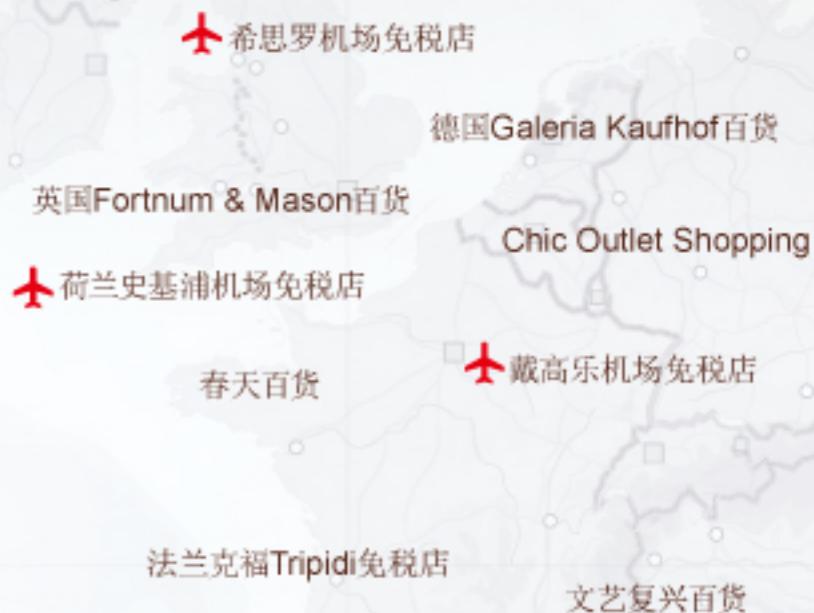 希思罗机场免税店
德国Galeria Kaufhof百货
英国Fortnum & Mason百货
Chic Outlet Shopping
荷兰史基浦机场免税店
戴高乐机场免税店
春天百货
法兰克福Tripidi免税店
文艺复兴百货